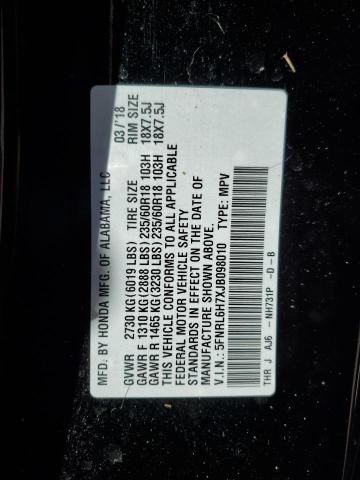 MFD. BY HONDA MFG. OF ALABAMA, LLC 03/'18
GVWR 2730 KG(6019 LBS) TIRE SIZE RIM SIZE
GAWR F 1310 KG(2888 LBS)235/60R18 103H 18X7.5J
GAWR R 1465 KG(3230 LBS)235/60R18 103H 18X7.5J
THIS VEHICLE CONFORMS TO ALL APPLICABLE
FEDERAL MOTOR VEHICLE SAFETY
STANDARDS IN EFFECT ON THE DATE OF
MANUFACTURE SHOWN ABOVE.
V.I.N.: 5FNRL6H7XJB098010 TYPE: MPV
THR J AJ6 -NH731P -D-B